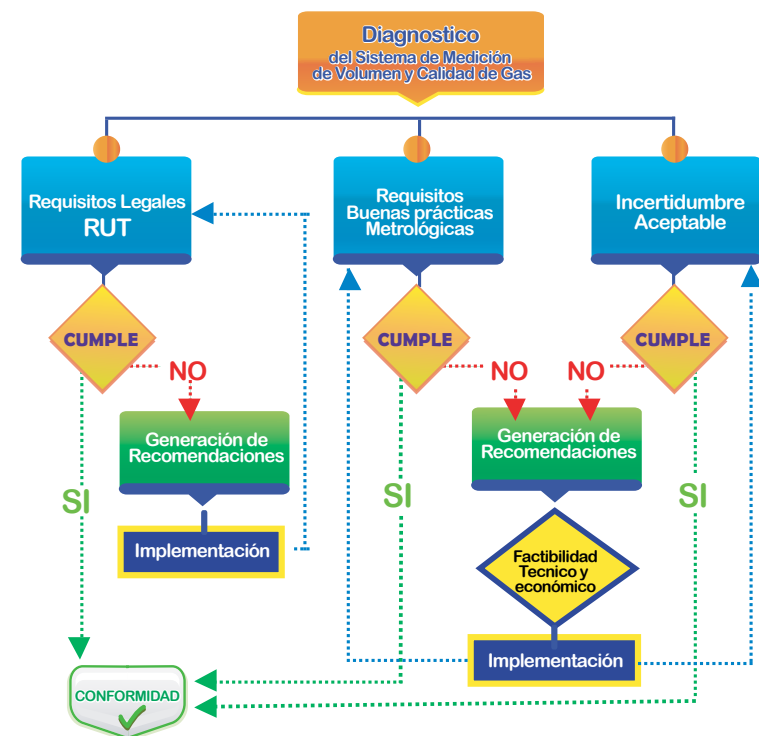 Diagnostico
del Sistema de Medición
de Volumen y Calidad de Gas
Requisitos Legales
RUT
Requisitos
Buenas prácticas
Metrológicas
Incertidumbre
Aceptable
CUMPLE
CUMPLE
CUMPLE
NO
NO
NO
Generación de
Recomendaciones
Generación de
Recomendaciones
SI
SI
SI
Implementación
Factibilidad
Tecnico y
económico
Implementación
CONFORMIDAD